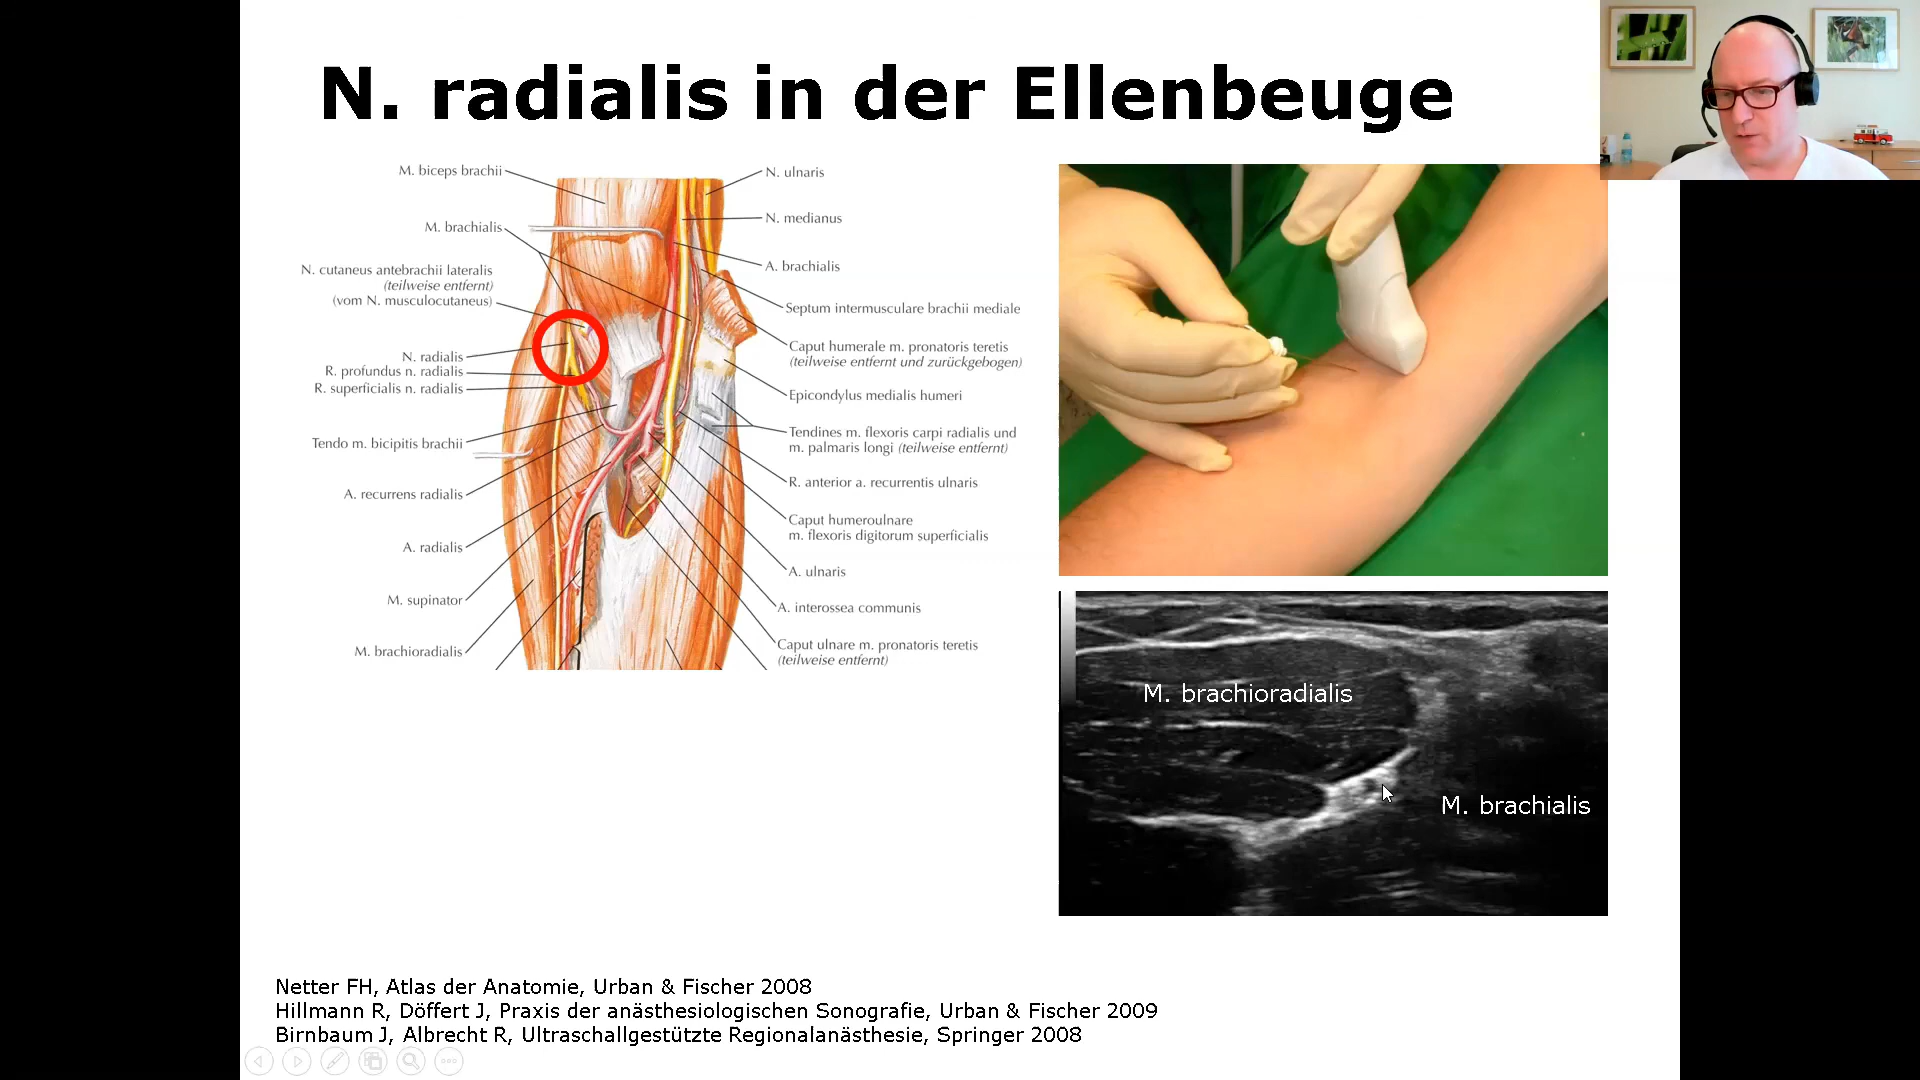 N. radialis in der Ellenbeuge
M. biceps brachii
M. brachialis
N. cutaneus antebrachii lateralis
(teilweise entfernt)
(vom N. musculocutaneus)
N. radialis
R. profundus n. radialis
R. superficialis n. radialis
Tendo m. bicipitis brachii
A. recurrens radialis
A. radialis
M. supinator
M. brachioradialis
N. ulnaris
N. medianus
A. brachialis
Septum intermusculare brachii mediale
Caput humerale m. pronatoris teretis
(teilweise entfernt und zurückgebogen)
Epicondylus medialis humeri
Tendines m. flexoris carpi radialis und
m. palmaris longi (teilweise entfernt)
R. anterior a. recurrentis ulnaris
Caput humeroulnare
m. flexoris digitorum superficialis
A. ulnaris
A. interossea communis
Caput ulnare m. pronatoris teretis
(teilweise entfernt)
M. brachioradialis
M. brachialis
Netter FH, Atlas der Anatomie, Urban & Fischer 2008
Hillmann R, Döffert J, Praxis der anästhesiologischen Sonografie, Urban & Fischer 2009
Birnbaum J, Albrecht R, Ultraschallgestützte Regionalanästhesie, Springer 2008